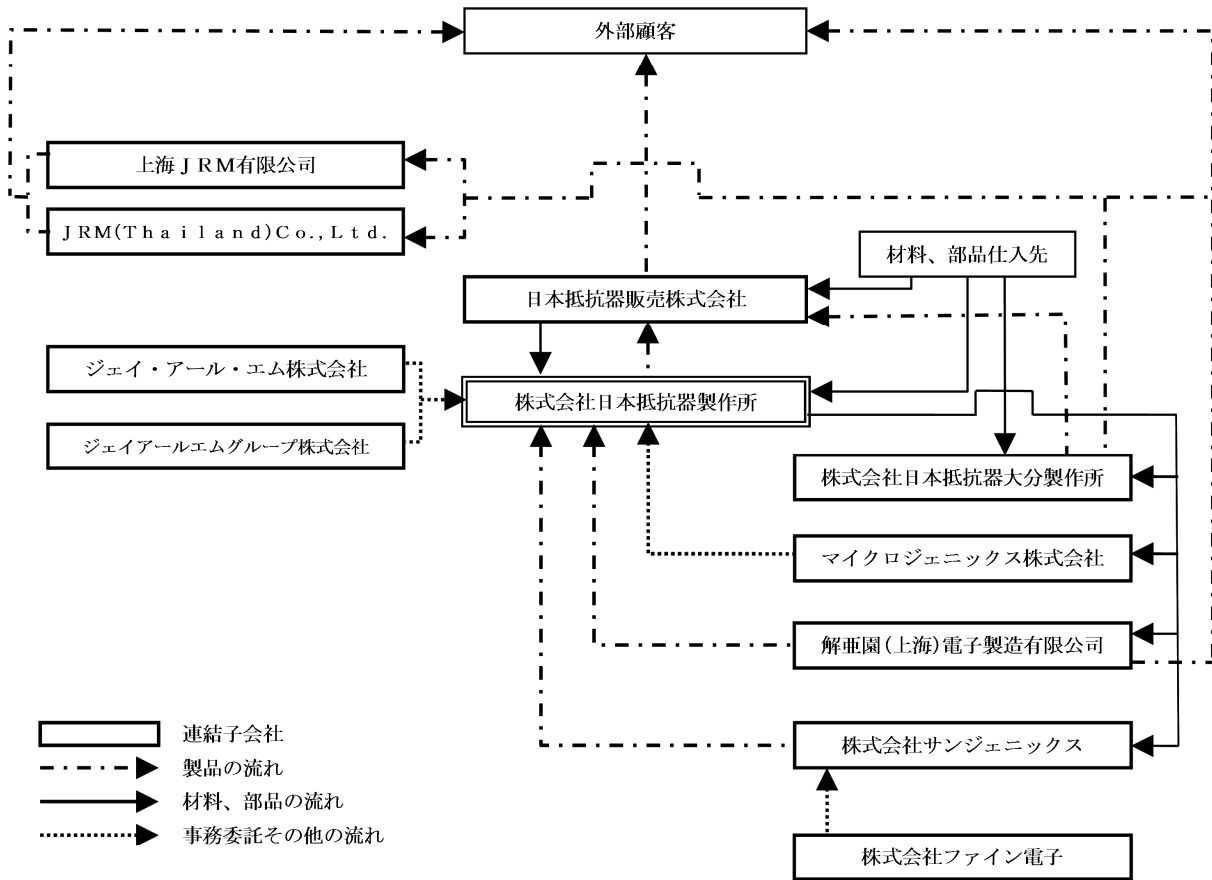 外部顧客
上海ＪＲＭ有限公司
ＪＲＭ(Ｔｈａｉｌａｎｄ)Ｃｏ.,Ｌｔｄ.
材料、部品仕入先
日本抵抗器販売株式会社
ジェイ・アール・エム株式会社
株式会社日本抵抗器製作所
ジェイアールエムグループ株式会社
株式会社日本抵抗器大分製作所
マイクロジェニックス株式会社
解亜園(上海)電子製造有限公司
株式会社サンジェニックス
株式会社ファイン電子
連結子会社
製品の流れ
材料、部品の流れ
事務委託その他の流れ